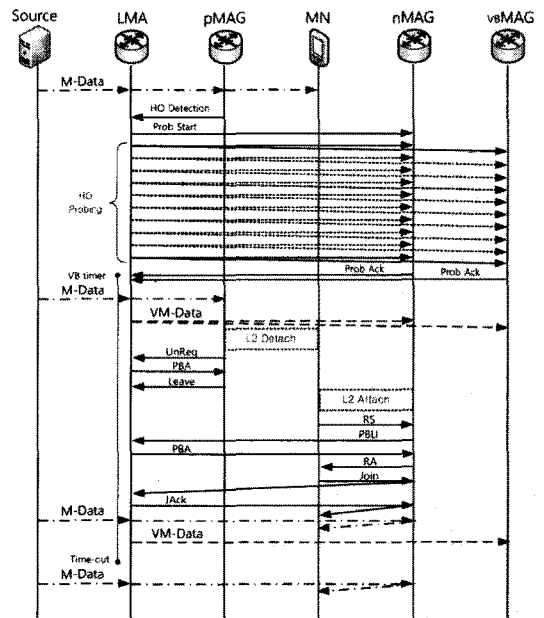 Source LMA pMAG MN nMAG vBMAG
M-Data
HO Detection
Prob Start
HO
Probing
Prob Ack
Prob Ack
VB timer
M-Data
VM-Data
L2 Detach
UnReg
PBA
Leave
L2 Attach
RS
PBU
PBA
RA
Join
JAck
M-Data
VM-Data
Time-out
M-Data